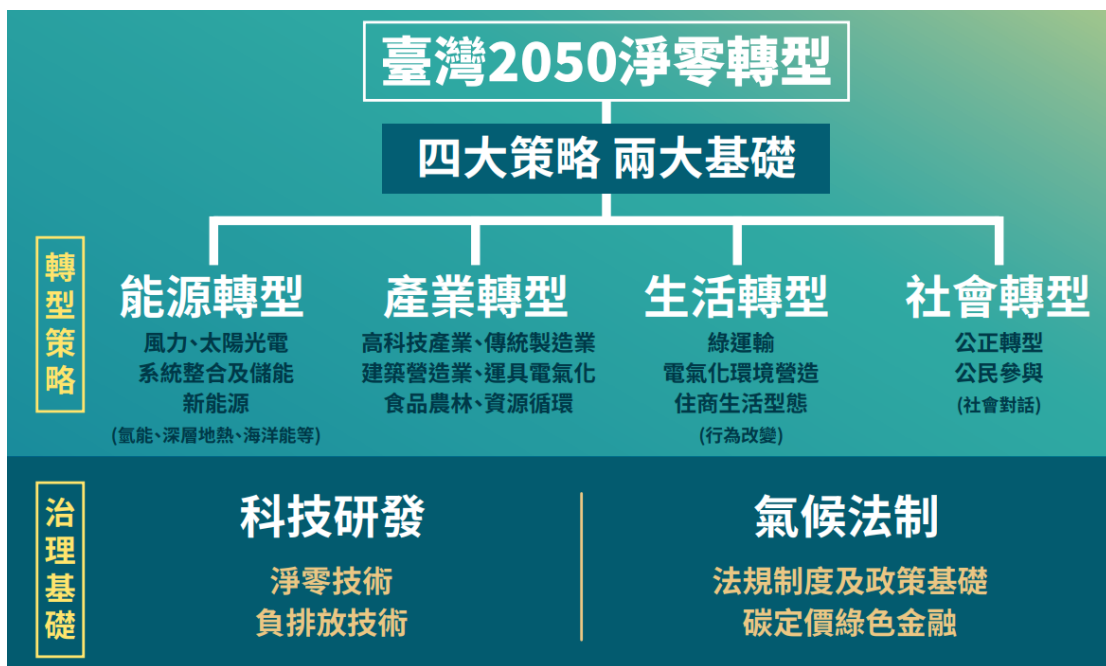 臺灣2050淨零轉型
四大策略 兩大基礎
轉型策略
能源轉型
風力、太陽光電
系統整合及儲能
新能源
(氫能、深層地熱、海洋能等)
產業轉型
高科技產業、傳統製造業
建築營造業、運具電氣化
食品農林、資源循環
生活轉型
綠運輸
電氣化環境營造
住商生活型態
(行為改變)
社會轉型
公正轉型
公民參與
(社會對話)
治理基礎
科技研發
淨零技術
負排放技術
氣候法制
法規制度及政策基礎
碳定價綠色金融